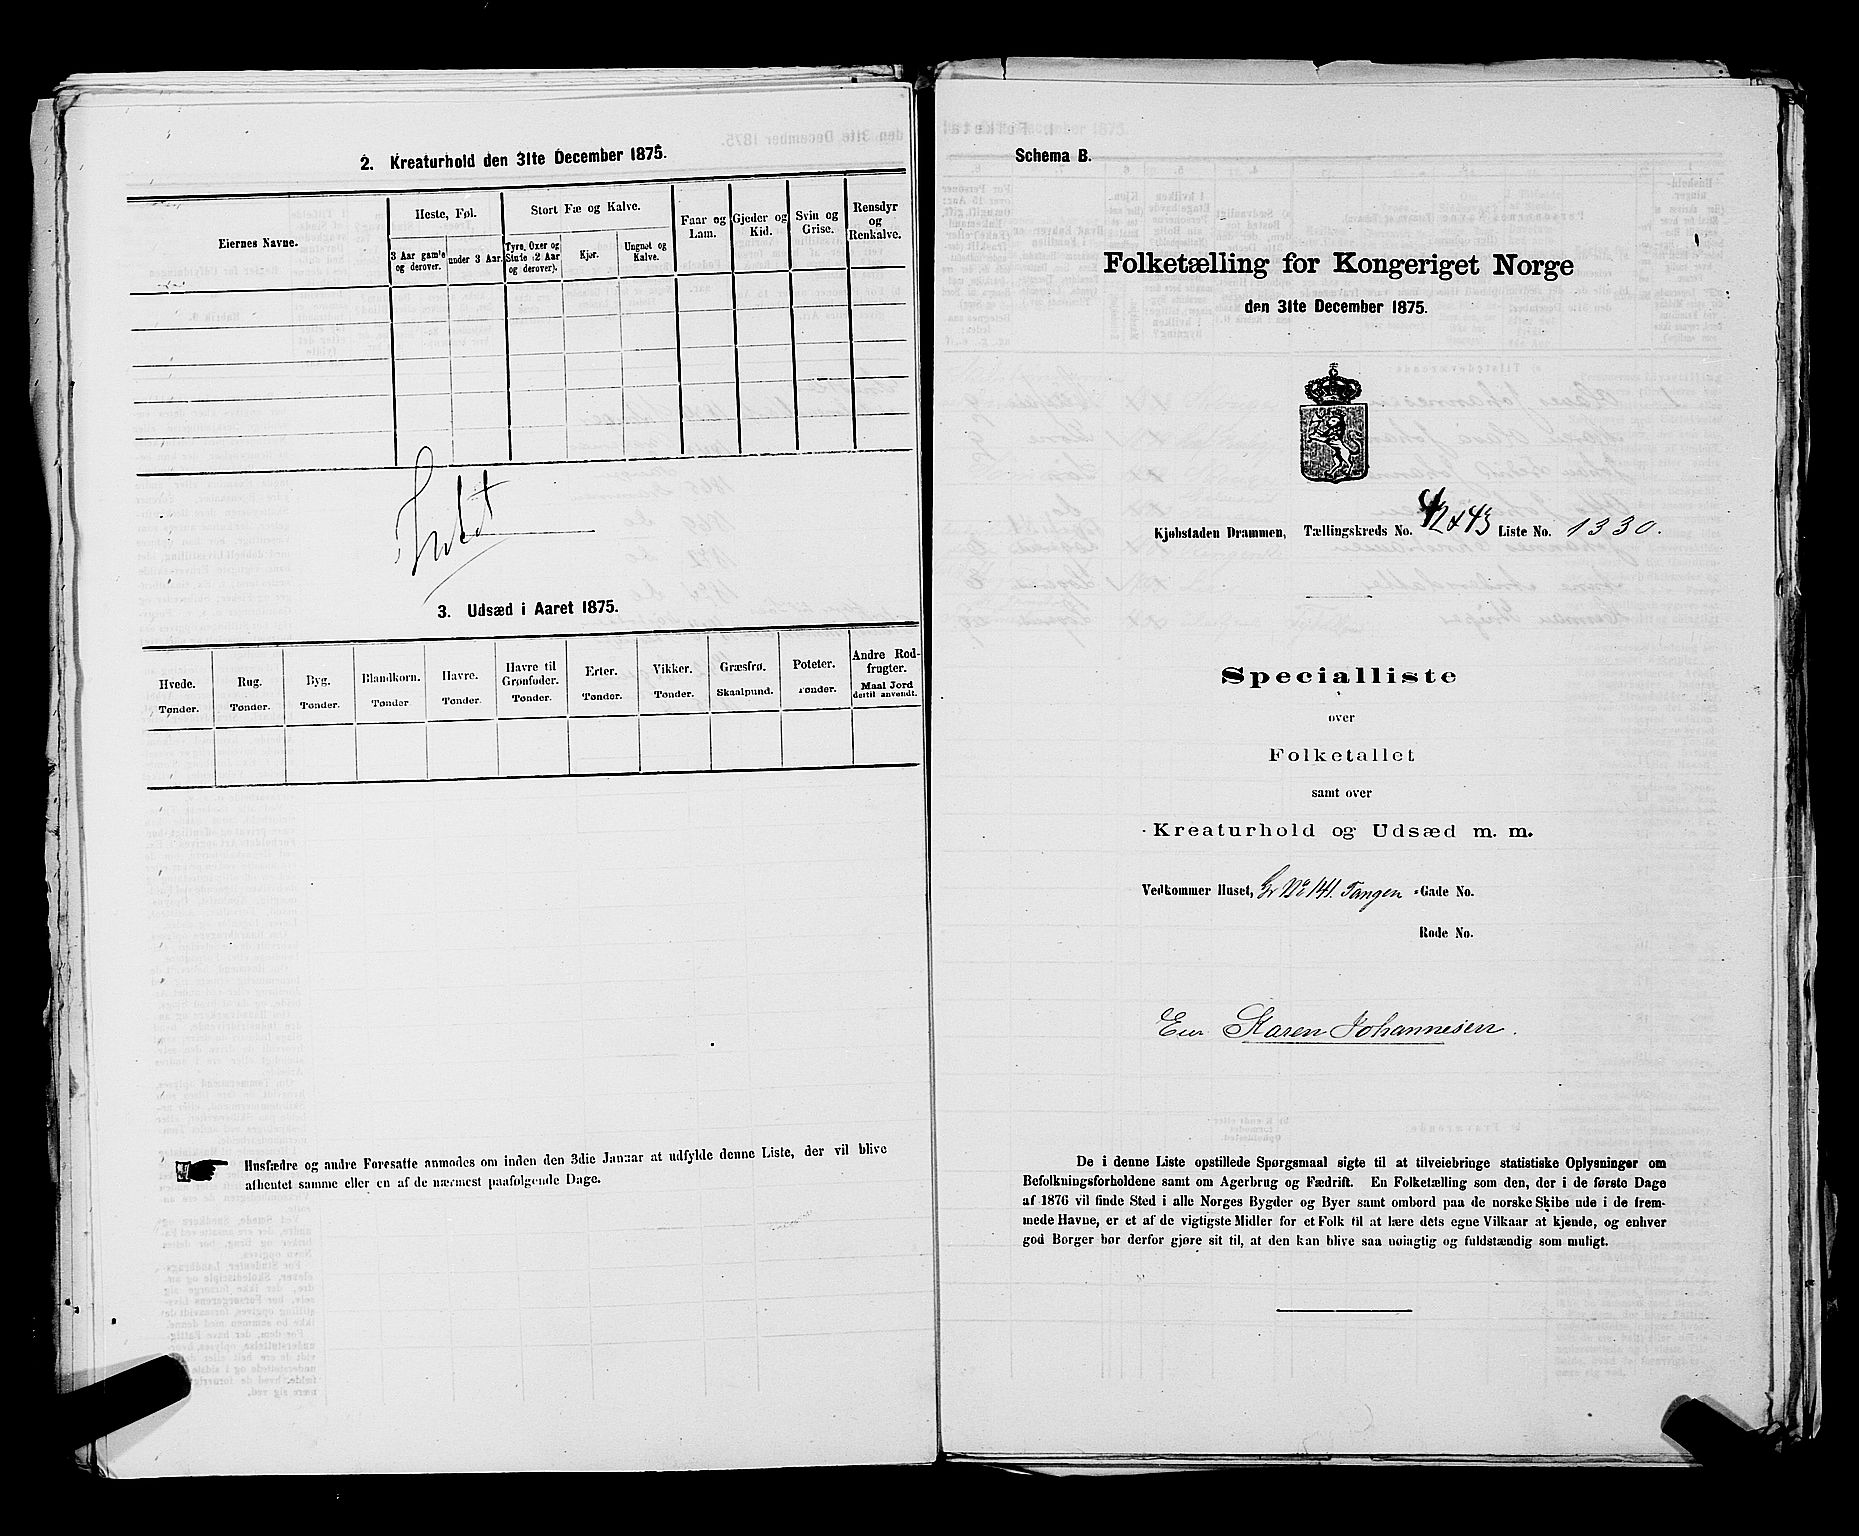 2. Kreaturhold den 31te December 1875.
Eiernes Navne.
Heste, Føl.
Stort Fæ og Kalve.
Faar og Lam.
Gjeder og Kid.
Svin og Grise.
Rensdyr og Renkalve.
3 Aar gamle og derover.
under 3 Aar.
Tyre, Oxer og Stute (2 Aar og derover).
Kjør.
Ungnøt og Kalve.
3. Udsæd i Aaret 1875.
Hvede. Tønder.
Rug. Tønder.
Byg. Tønder.
Blandkorn. Tønder
Havre. Tønder.
Havre til Grønfoder. Tønder.
Erter. Tønder.
Vikker. Tønder.
Græsfrø. Skaalpund.
Poteter. Tønder.
Andre Rodfrugter. Maal Jord dertil anvendt.
Husfædre og andre Foresatte anmodes om inden den 3die Januar at udfylde denne Liste, der vil blive
afhentet samme eller en af de nærmest paafølgende Dage.
Schema B.
Folketælling for Kongeriget Norge
den 31te December 1875.
Kjøbstaden Drammen, Tællingskreds No. 42 & 43 Liste No. 1330.
Specialliste
over
Folketallet
samt over
Kreaturhold og Udsæd m. m.
Vedkommer Huset, Gr No 141. Tangen -Gade No.
Rode No.
Eier Karen Johannesen.
De i denne Liste opstillede Spørgsmaal sigte til at tilveiebringe statistiske Oplysninger om
Befolkningsforholdene samt om Agerbrug og Fædrift. En Folketælling som den, der i de første Dage
af 1876 vil finde Sted i alle Norges Bygder og Byer samt ombord paa de norske Skibe ude i de frem-
mede Havne, er et af de vigtigste Midler for et Folk til at lære dets egne Vilkaar at kjende, og enhver
god Borger bør derfor gjøre sit til, at den kan blive saa nøiagtig og fuldstændig som muligt.